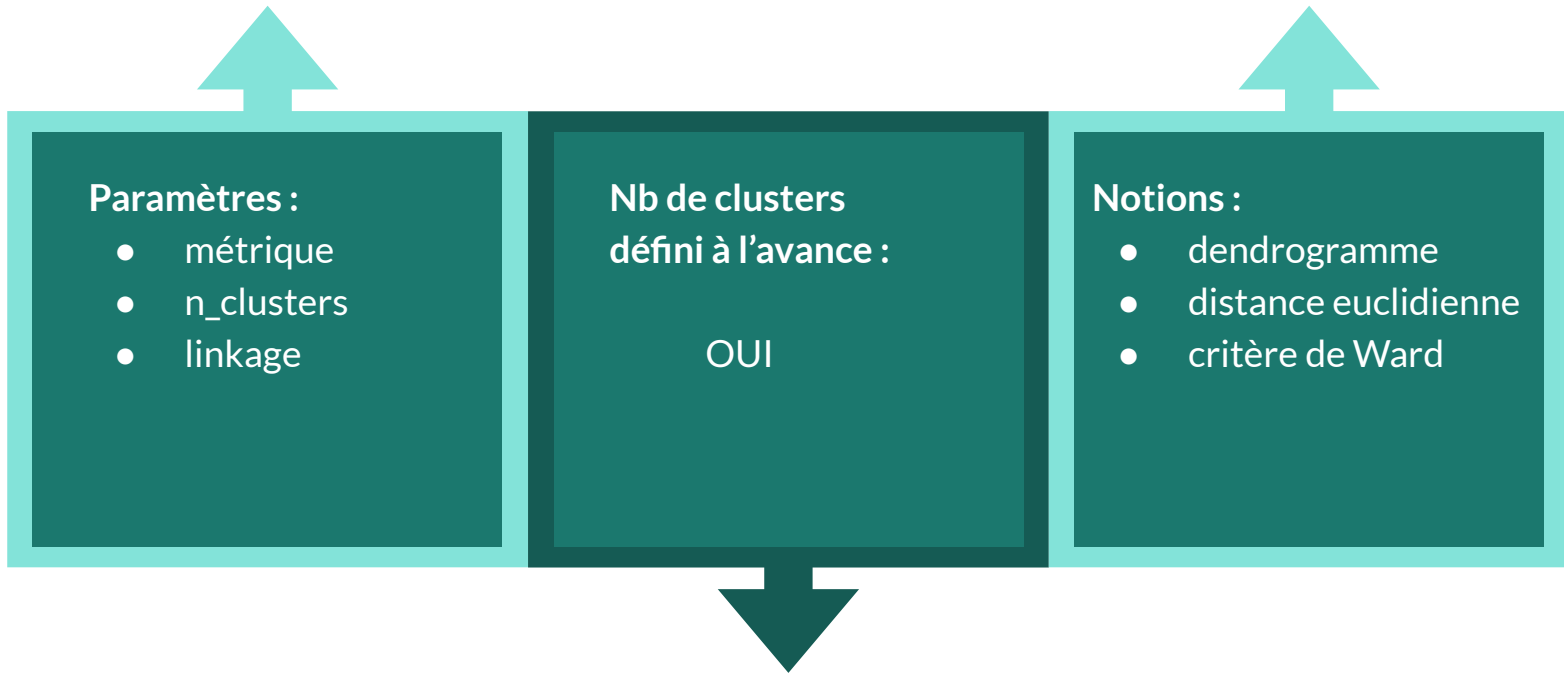 Paramètres :
● métrique
● n_clusters
● linkage
Nb de clusters
défini à l’avance :
OUI
Notions :
● dendrogramme
● distance euclidienne
● critère de Ward